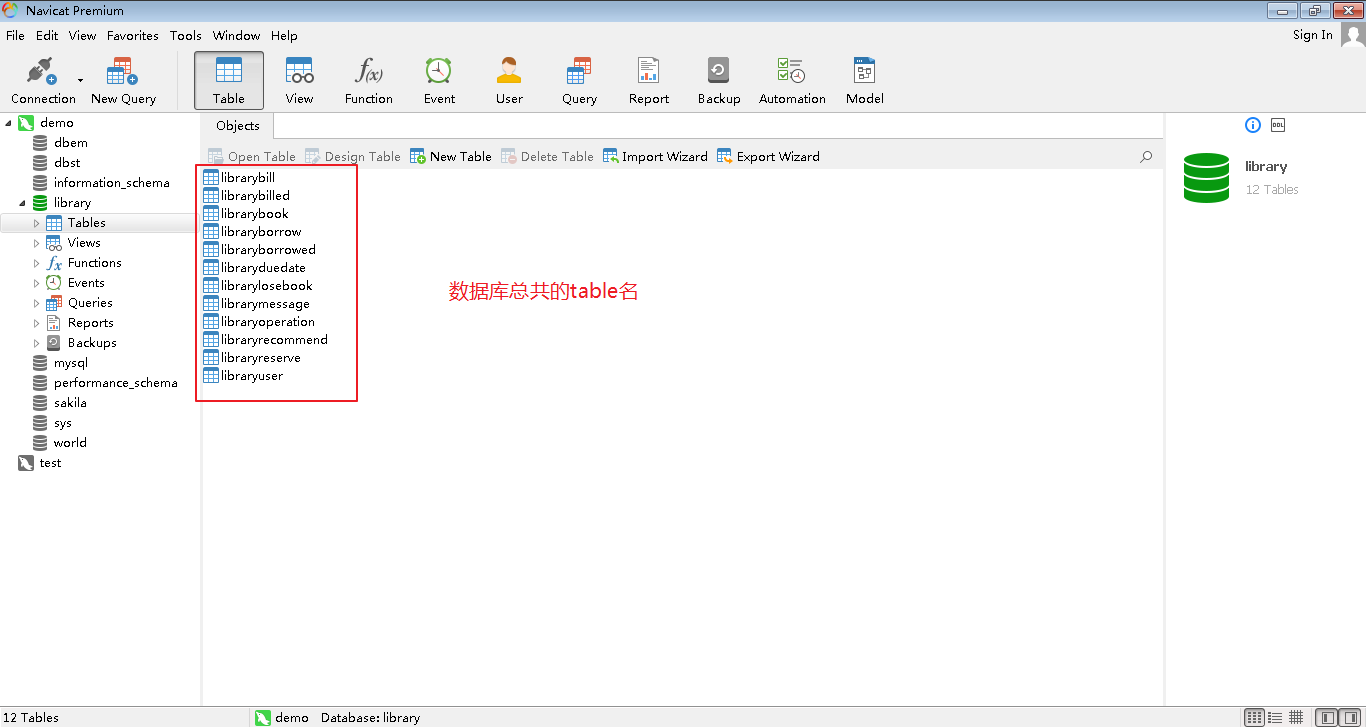 Navicat Premium
File Edit View Favorites Tools Window Help
Sign In
Connection New Query Table View Function Event User Query Report Backup Automation Model
Objects
Open Table Design Table New Table Delete Table Import Wizard Export Wizard
demo
dbem
dbst
information_schema
library
Tables
Views
Functions
Events
Queries
Reports
Backups
mysql
performance_schema
sakila
sys
world
test
librarybill
librarybilled
librarybook
libraryborrow
libraryborrowed
libraryduedate
librarylosebook
librarymessage
libraryoperation
libraryrecommend
libraryreserve
libraryuser
数据库总共的table名
DDL
library
12 Tables
12 Tables demo Database: library